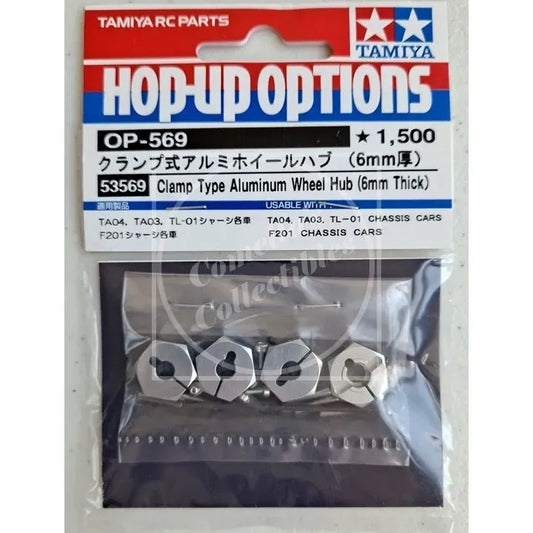 TAMIYA RC PARTS
TAMIYA
HOP-UP OPTIONS
OP-569
★ 1,500
クランプ式アルミホイールハブ (6mm厚)
53569 Clamp Type Aluminum Wheel Hub (6mm Thick)
適用製品
TA04、TA03、TL-01シャーシ各車
F201シャーシ各車
USABLE WITH
TA04, TA03, TL-01 CHASSIS CARS
F201 CHASSIS CARS
Comet
Collectibles